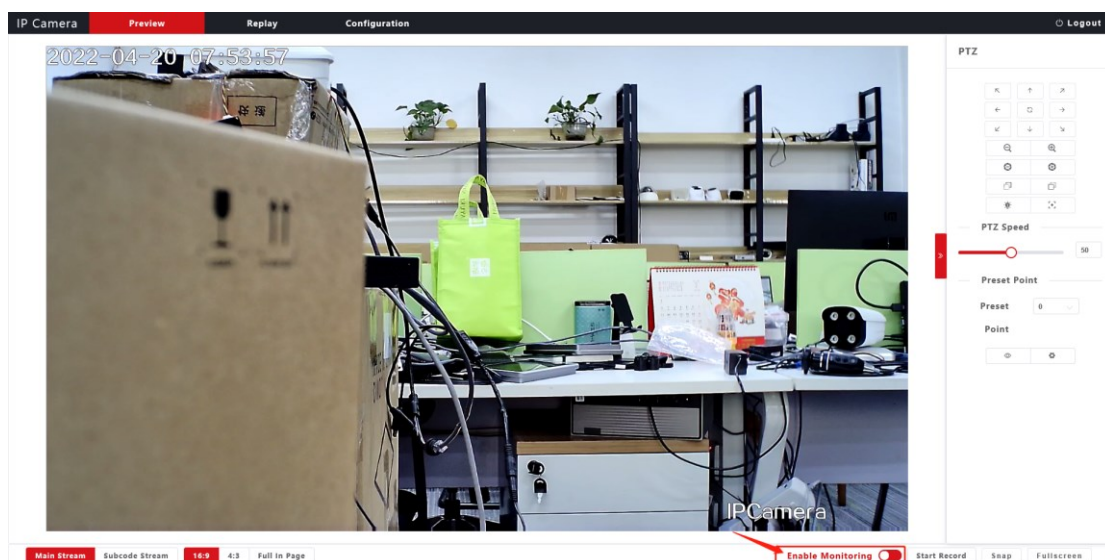 IP Camera Preview Replay Configuration Logout
2022-04-20 07:53:57
PTZ
PTZ Speed
50
Preset Point
Preset 0
Point
IPCamera
Main Stream Subcode Stream 16:9 4:3 Full In Page Enable Monitoring Start Record Snap Fullscreen